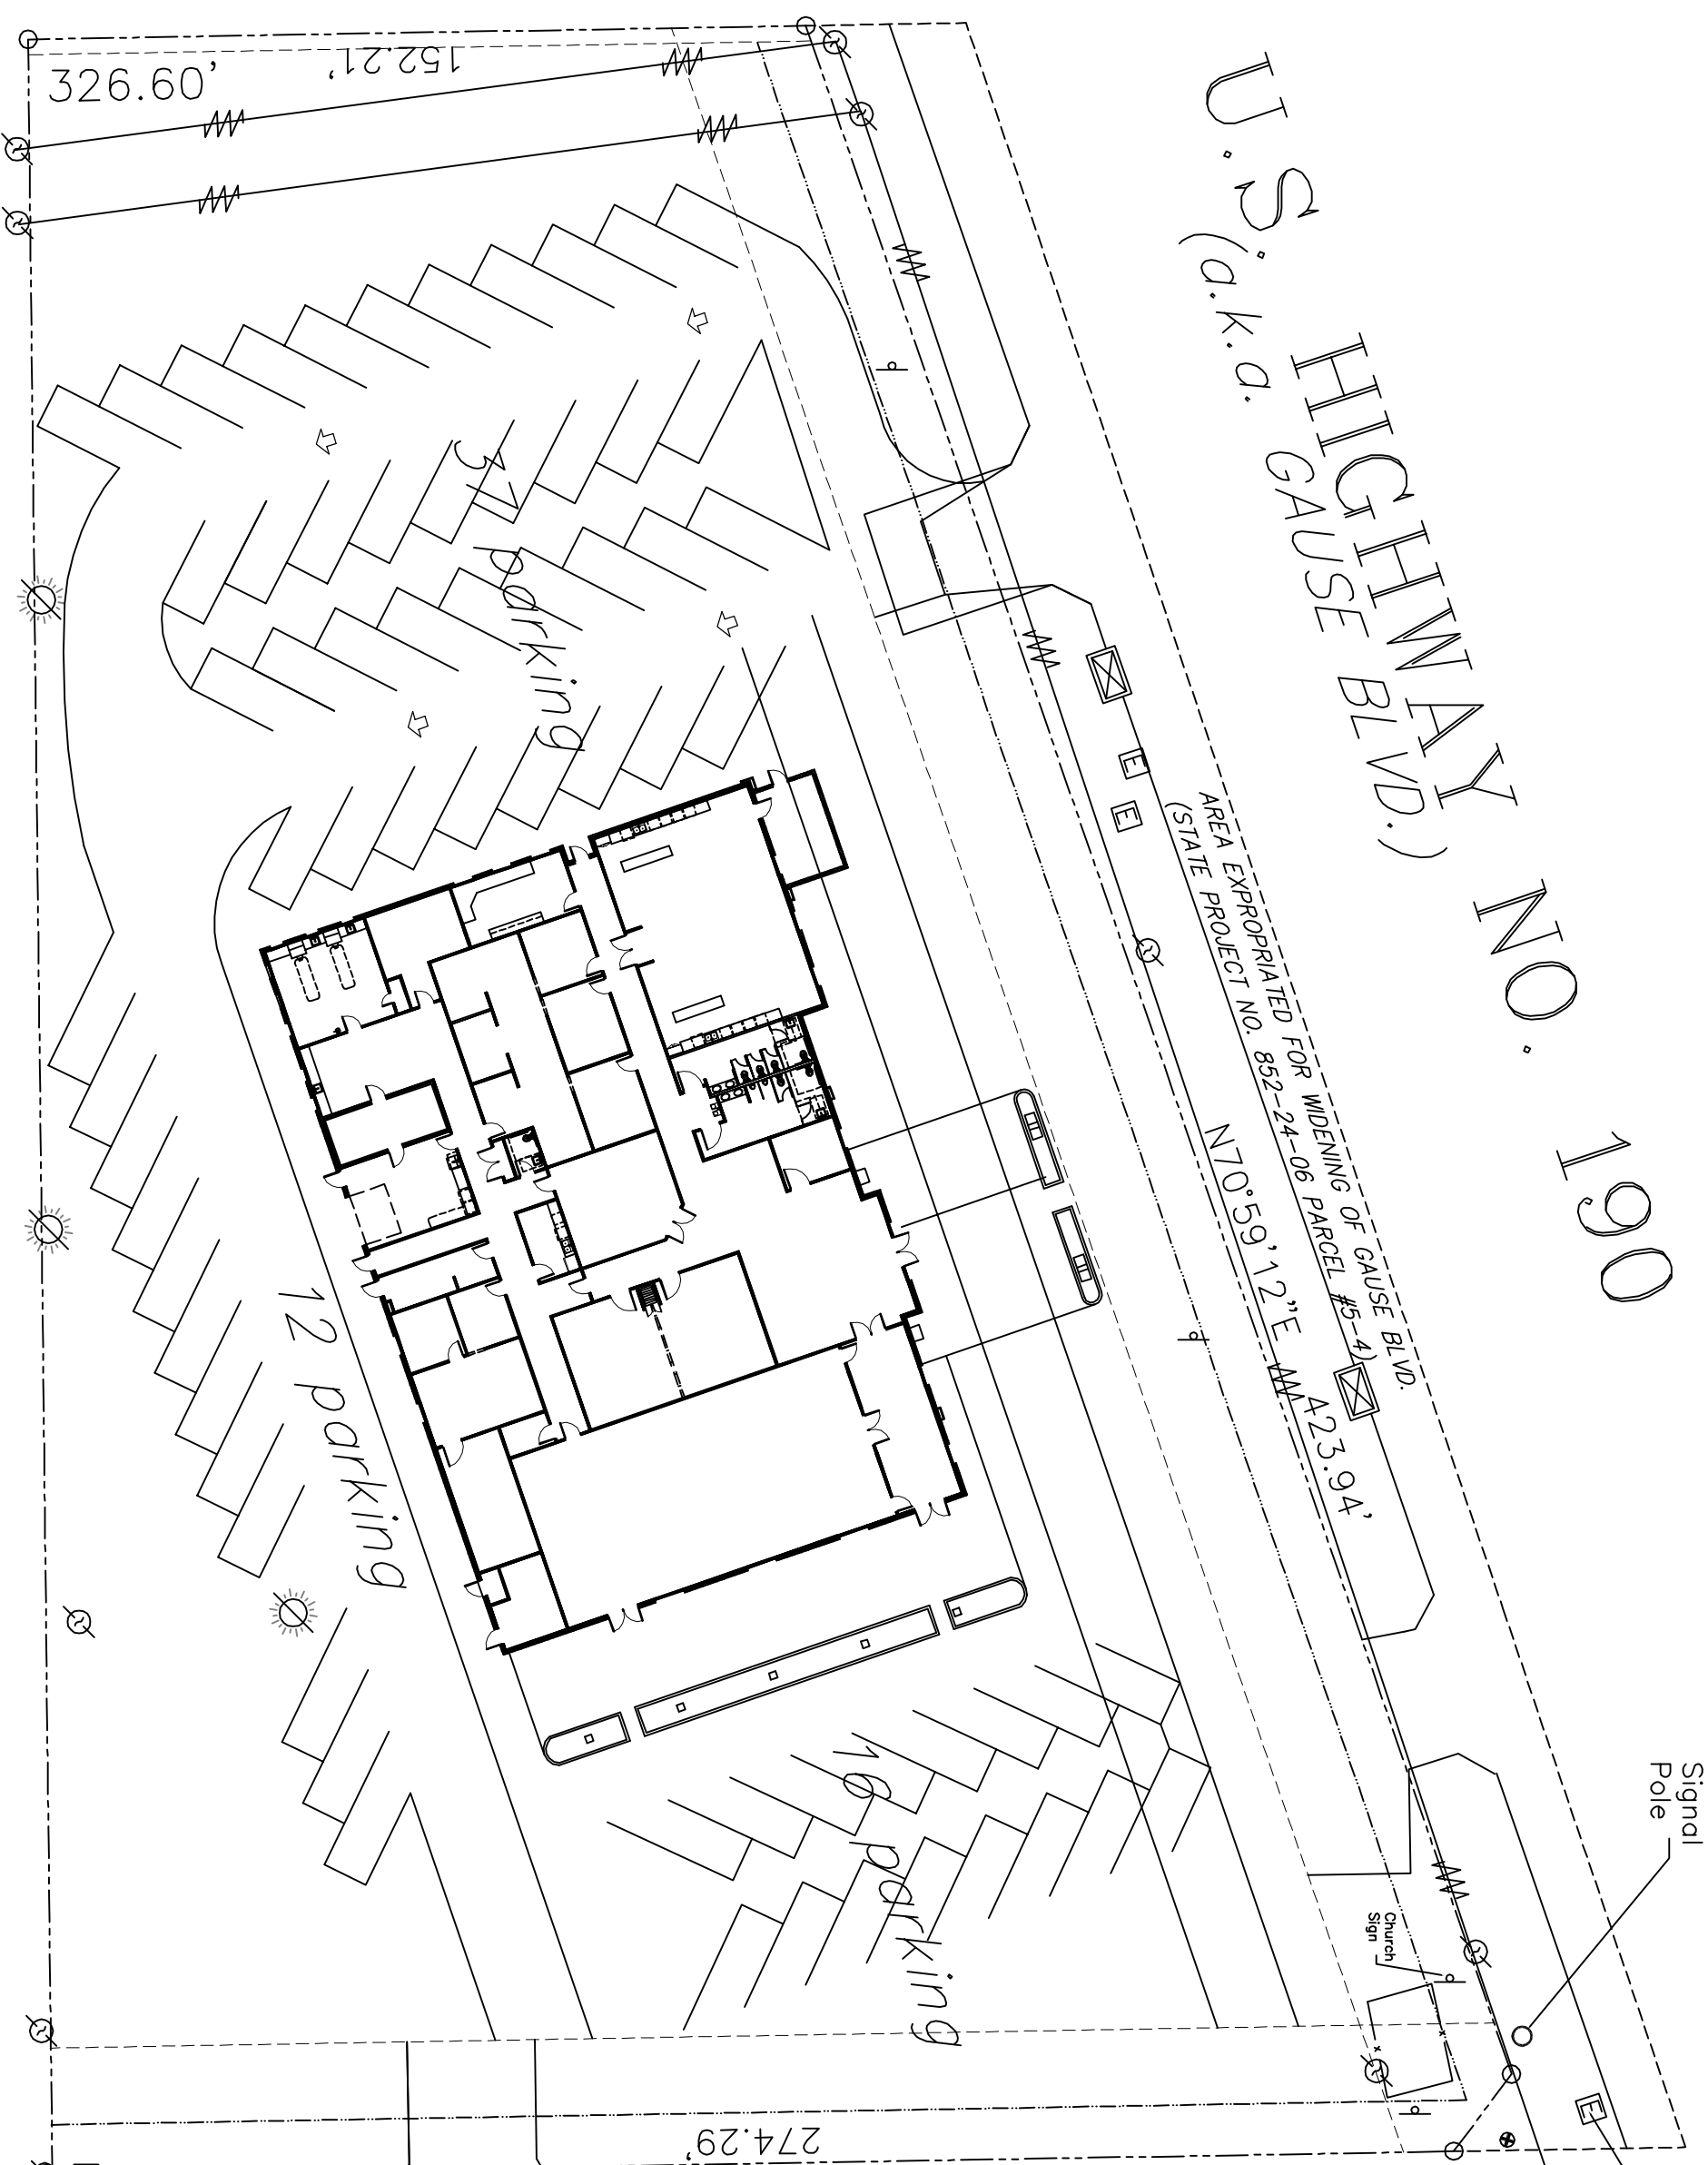 U.S. HIGHWAY NO. 190
(a.k.a. GAUSE BLVD.)
AREA EXPROPRIATED FOR WIDENING OF GAUSE BLVD.
(STATE PROJECT NO. 852-24-06 PARCEL #5-4)
N70°59'12"E 423.94'
326.60'
152.21'
37 parking
12 parking
16 parking
274.29'
Signal
Pole
Church
Sign
E
E
E